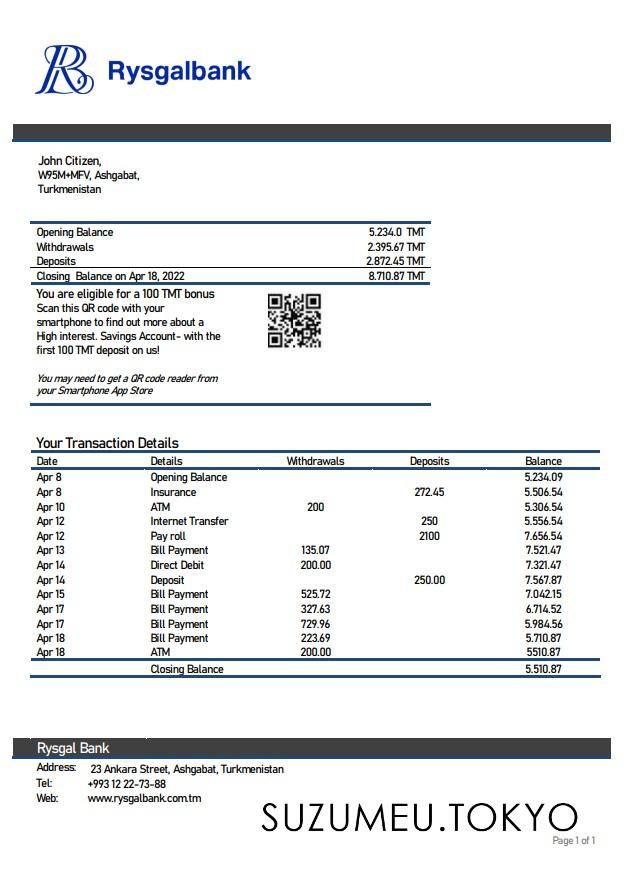 Rysgalbank
John Citizen,
W95M+MFV, Ashgabat,
Turkmenistan
Opening Balance 5.234.0 TMT
Withdrawals 2.395.67 TMT
Deposits 2.872.45 TMT
Closing Balance on Apr 18, 2022 8.710.87 TMT
You are eligible for a 100 TMT bonus
Scan this QR code with your
smartphone to find out more about a
High interest. Savings Account- with the
first 100 TMT deposit on us!
You may need to get a QR code reader from
your Smartphone App Store
Your Transaction Details
Date Details Withdrawals Deposits Balance
Apr 8 Opening Balance 5.234.09
Apr 8 Insurance 272.45 5.506.54
Apr 10 ATM 200 5.306.54
Apr 12 Internet Transfer 250 5.556.54
Apr 12 Pay roll 2100 7.656.54
Apr 13 Bill Payment 135.07 7.521.47
Apr 14 Direct Debit 200.00 7.321.47
Apr 14 Deposit 250.00 7.567.87
Apr 15 Bill Payment 525.72 7.042.15
Apr 17 Bill Payment 327.63 6.714.52
Apr 17 Bill Payment 729.96 5.984.56
Apr 18 Bill Payment 223.69 5.710.87
Apr 18 ATM 200.00 5510.87
Closing Balance 5.510.87
Rysgal Bank
Address: 23 Ankara Street, Ashgabat, Turkmenistan
Tel: +993 12 22-73-88
Web: www.rysgalbank.com.tm
SUZUMEU.TOKYO
Page 1 of 1